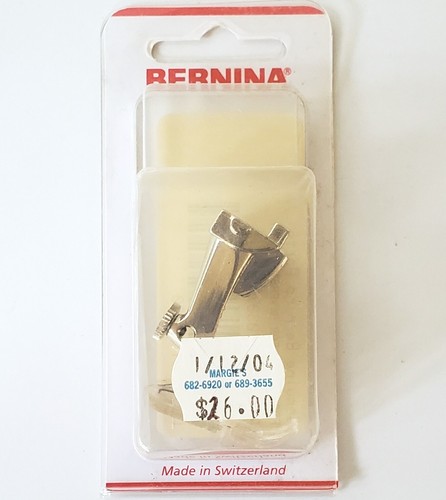 BERNINA®
1/12/04
MARGIE'S
682-6920 or 689-3655
$26.00
Made in Switzerland